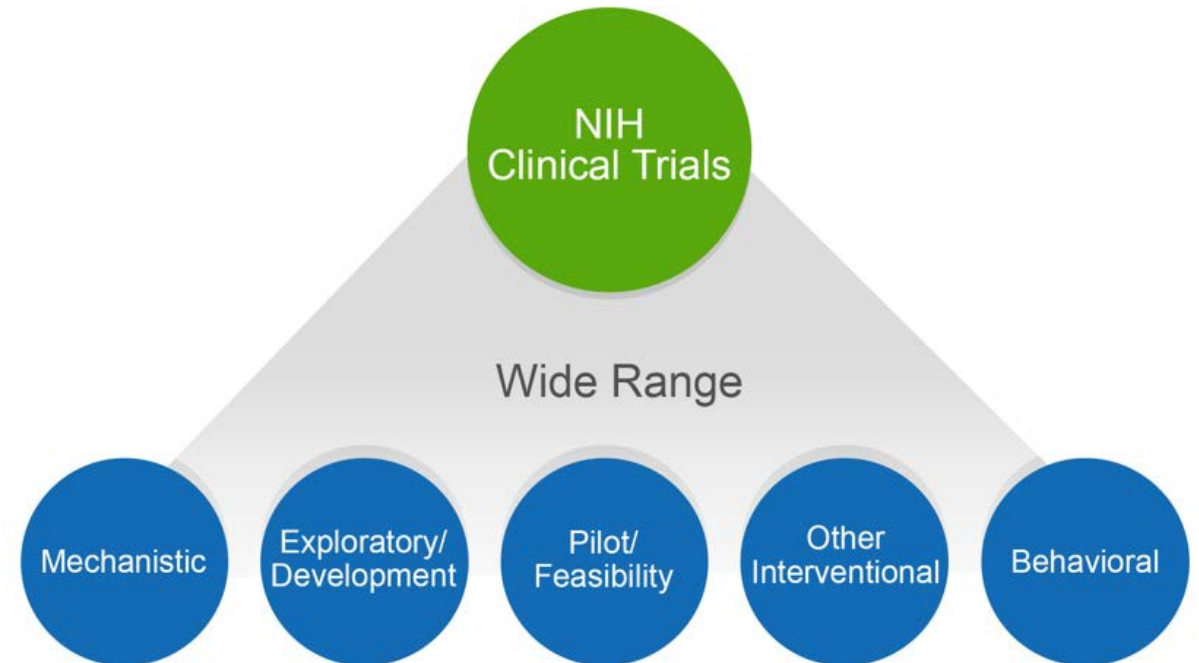 NIH
Clinical Trials
Wide Range
Mechanistic
Exploratory/
Development
Pilot/
Feasibility
Other
Interventional
Behavioral